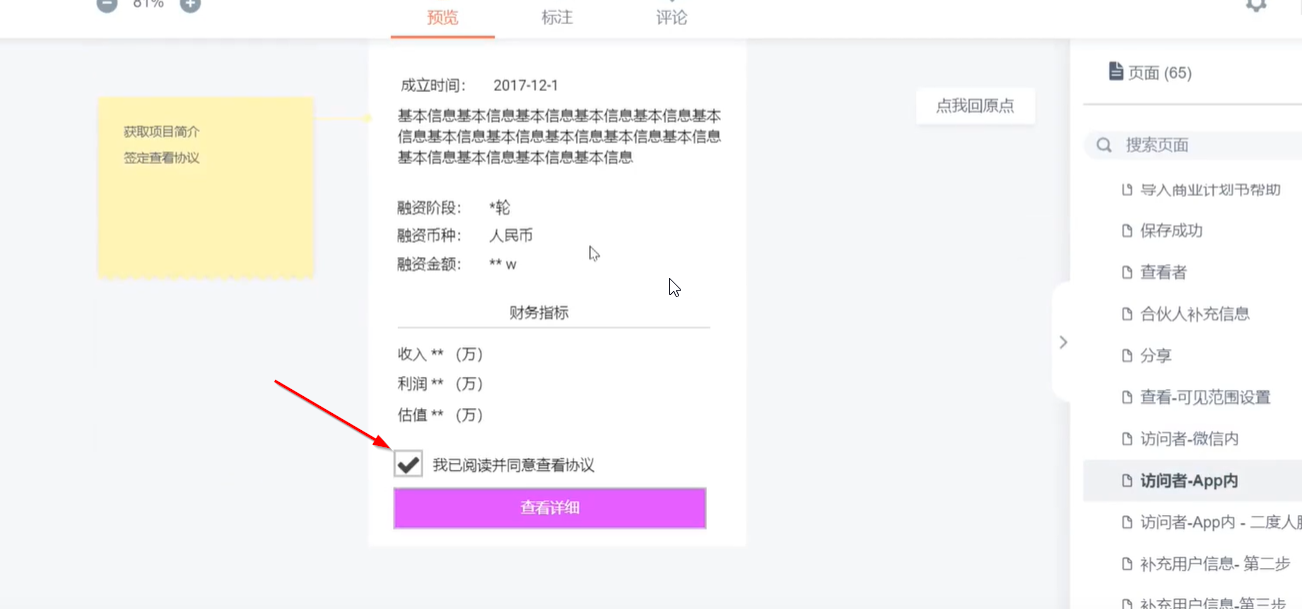 81%
预览
标注
评论
获取项目简介
签定查看协议
成立时间： 2017-12-1
基本信息基本信息基本信息基本信息基本信息基本
信息基本信息基本信息基本信息基本信息基本信息
基本信息基本信息基本信息基本信息
融资阶段： *轮
融资币种： 人民币
融资金额： ** w
财务指标
收入 ** （万）
利润 ** （万）
估值 ** （万）
我已阅读并同意查看协议
查看详细
点我回原点
页面 (65)
搜索页面
导入商业计划书帮助
保存成功
查看者
合伙人补充信息
分享
查看-可见范围设置
访问者-微信内
访问者-App内
访问者-App内 - 二度人脉
补充用户信息- 第二步
补充用户信息-第三步